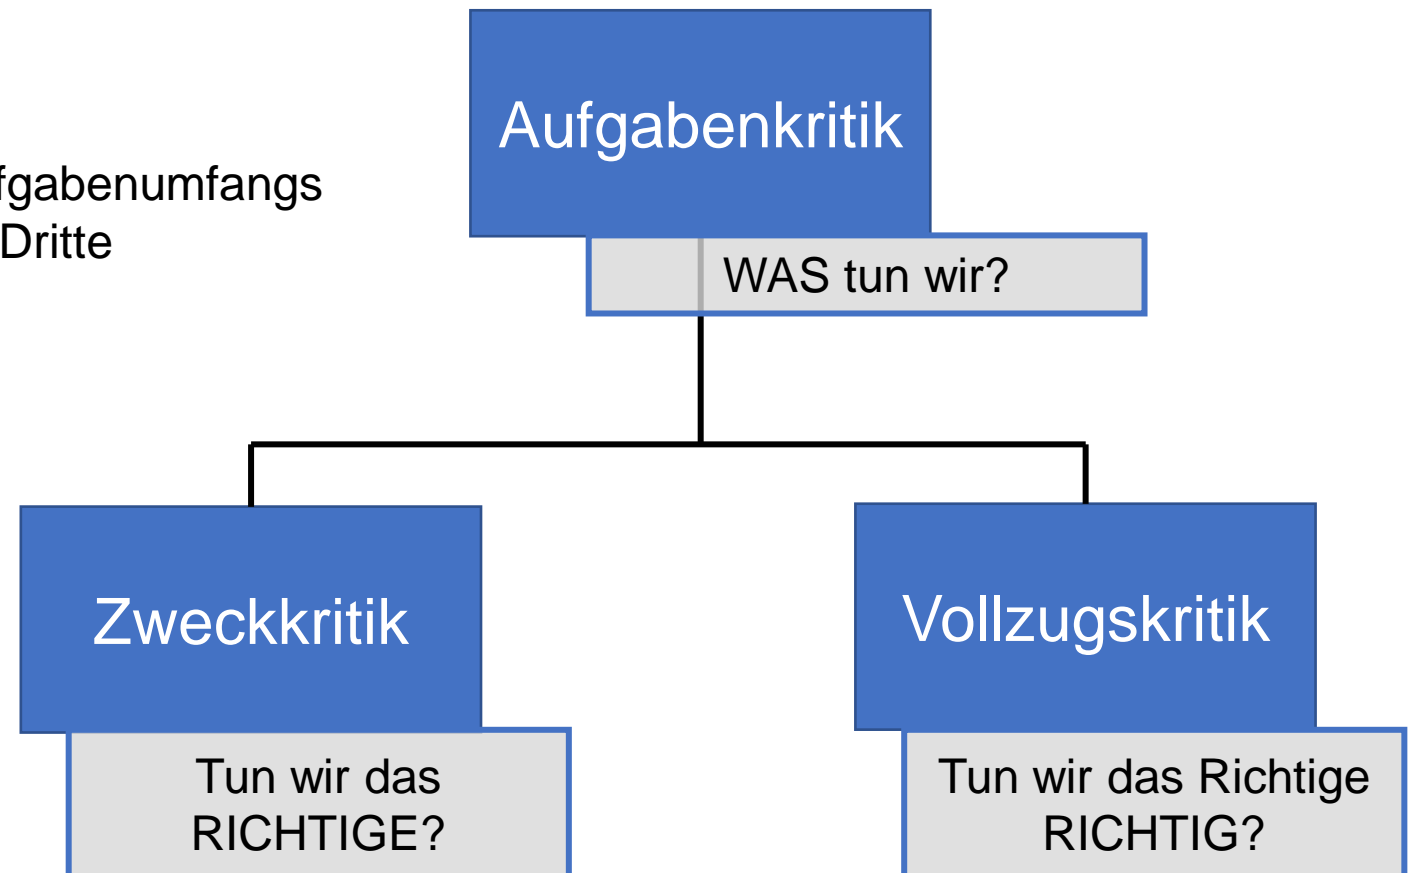 Aufgabenkritik
fgabenumfangs
Dritte
WAS tun wir?
Zweckkritik
Vollzugskritik
Tun wir das
RICHTIGE?
Tun wir das Richtige
RICHTIG?